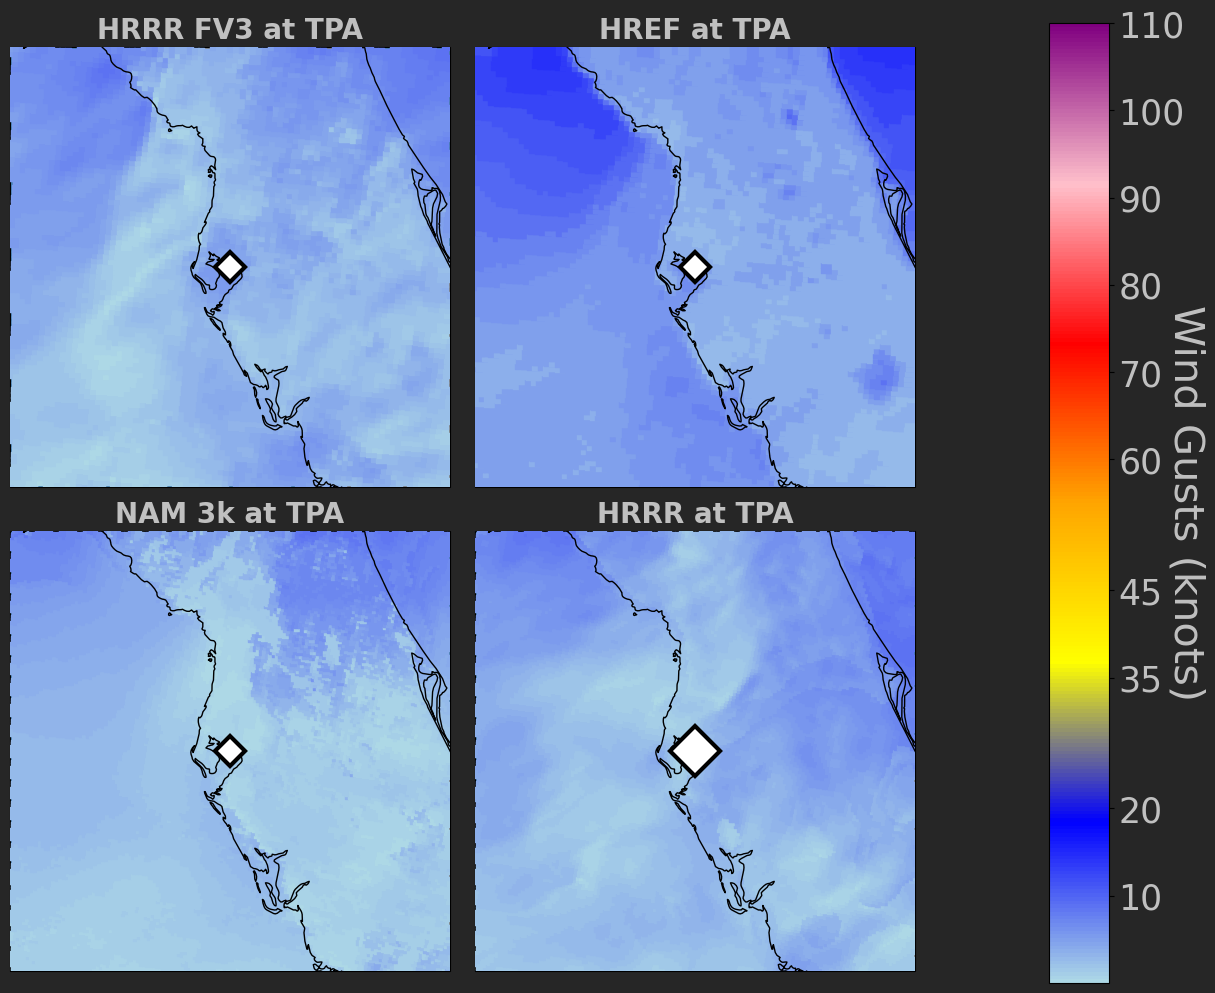 HRRR FV3 at TPA
HREF at TPA
NAM 3k at TPA
HRRR at TPA
110
100
90
80
70
60
45
35
20
10
Wind Gusts (knots)